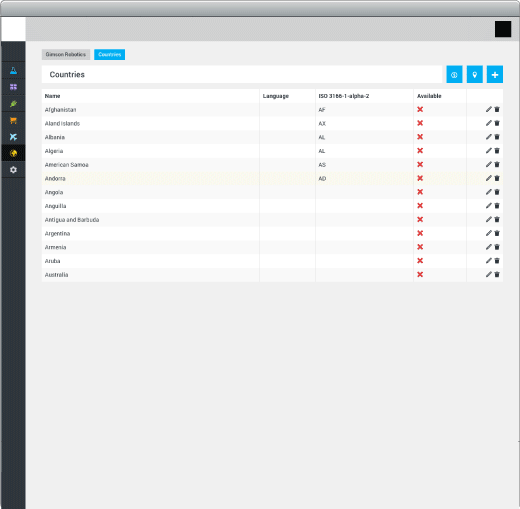 Gimson Robotics Countries
Countries
Name Language ISO 3166-1-alpha-2 Available
Afghanistan AF
Aland Islands AX
Albania AL
Algeria AL
American Samoa AS
Andorra AD
Angola
Anguilla
Antigua and Barbuda
Argentina
Armenia
Aruba
Australia